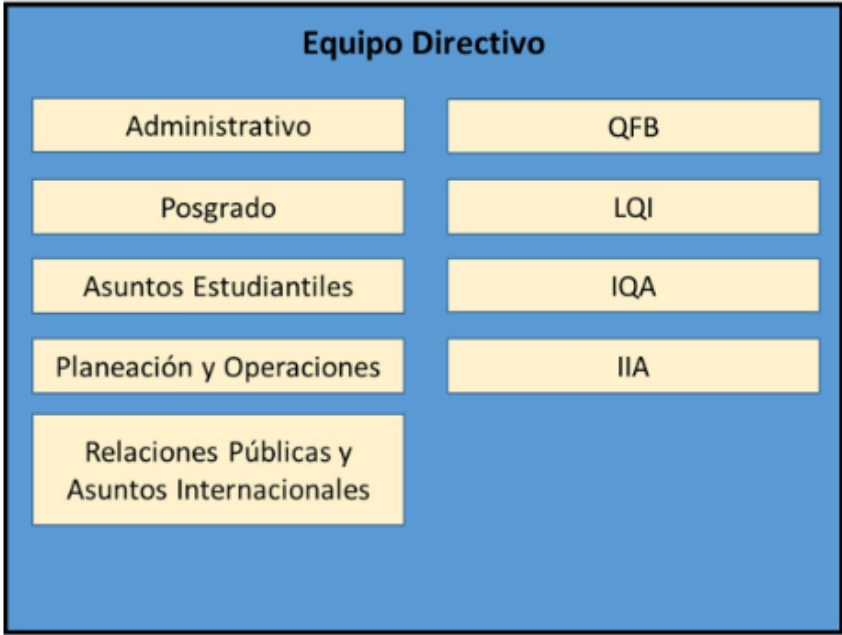 Equipo Directivo
Administrativo
Posgrado
Asuntos Estudiantiles
Planeación y Operaciones
Relaciones Públicas y
Asuntos Internacionales
QFB
LQI
IQA
IIA